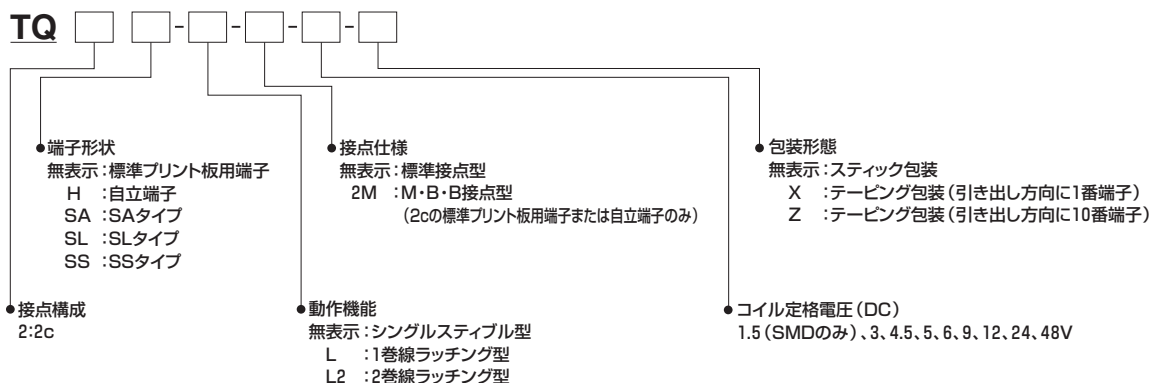 TQ
端子形状
無表示：標準プリント板用端子
H ：自立端子
SA ：SAタイプ
SL ：SLタイプ
SS ：SSタイプ
接点仕様
無表示：標準接点型
2M ：M・B・B接点型
（2cの標準プリント板用端子または自立端子のみ）
包装形態
無表示：スティック包装
X ：テーピング包装（引き出し方向に1番端子）
Z ：テーピング包装（引き出し方向に10番端子）
接点構成
2：2c
動作機能
無表示：シングルスティブル型
L ：1巻線ラッチング型
L2 ：2巻線ラッチング型
コイル定格電圧（DC）
1.5（SMDのみ）、3、4.5、5、6、9、12、24、48V